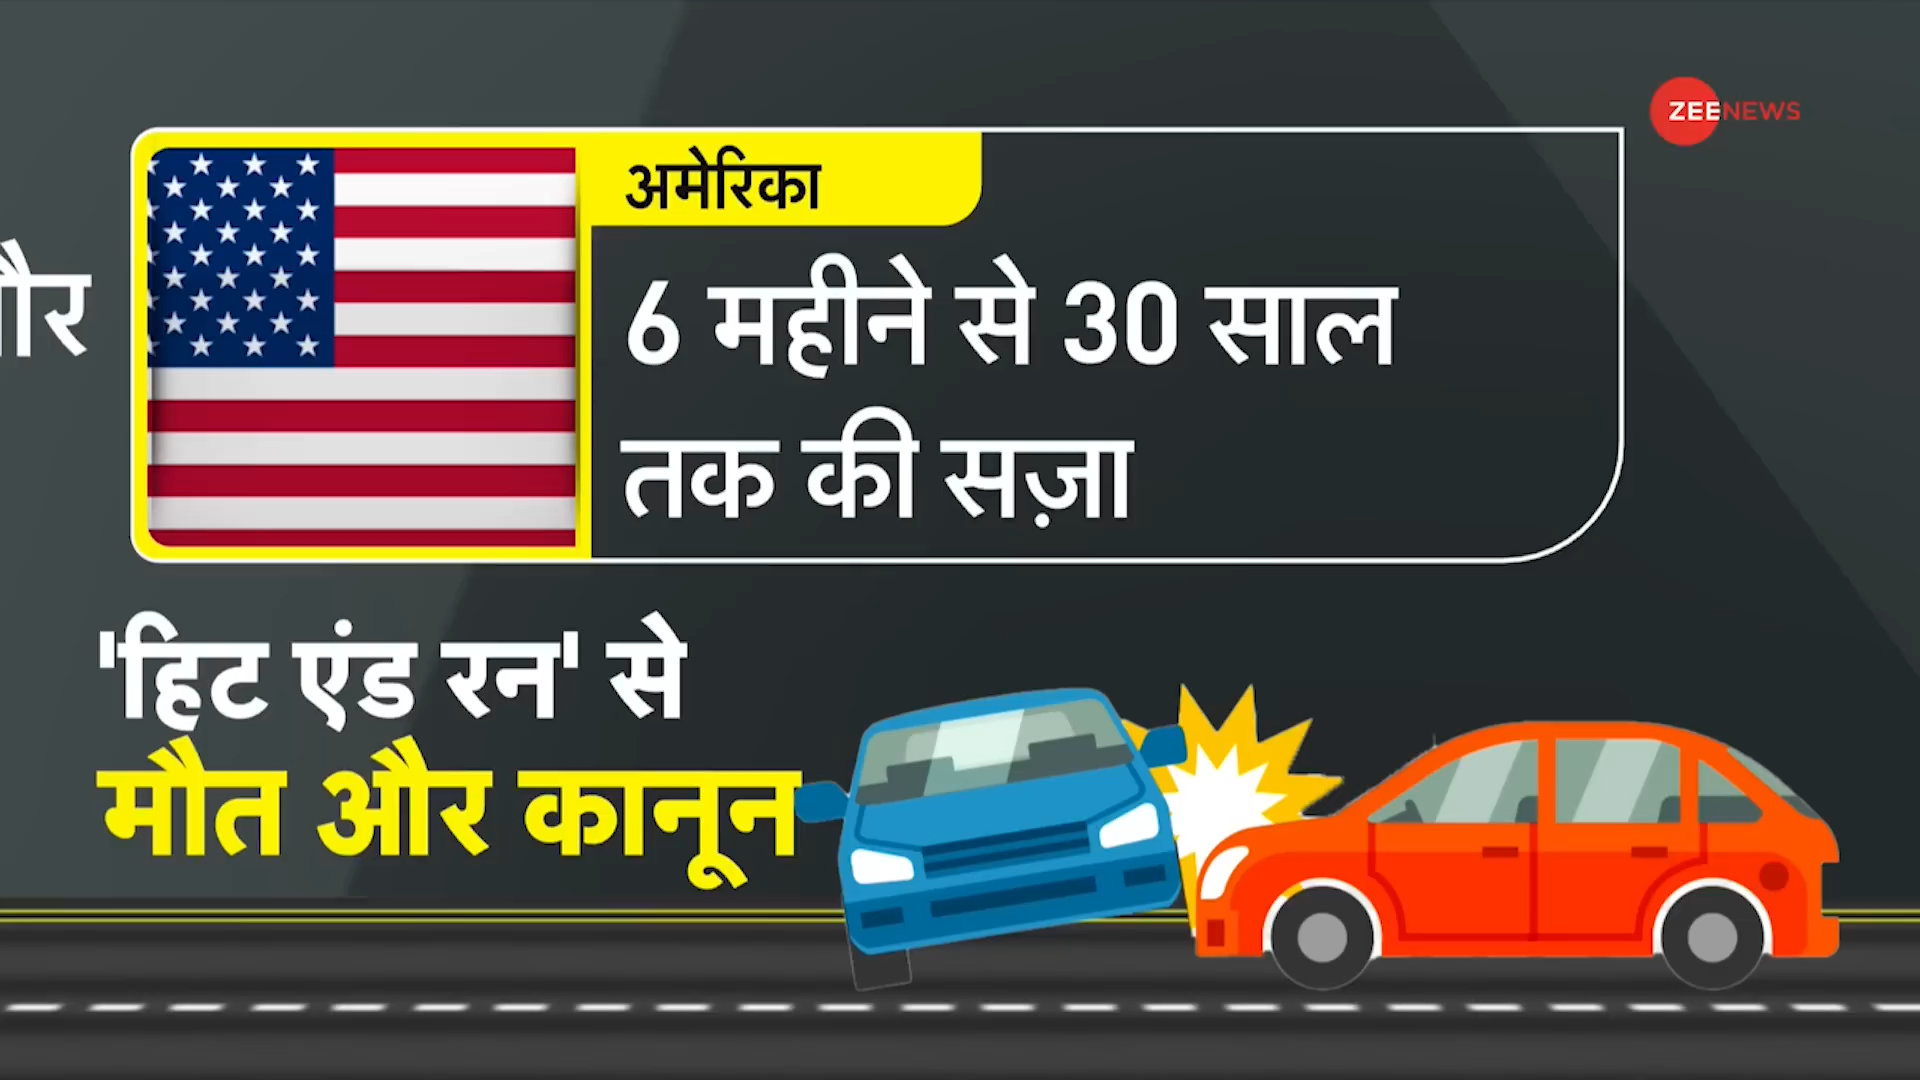 ZEENEWS
अमेरिका
6 महीने से 30 साल
तक की सज़ा
'हिट एंड रन' से
मौत और कानून